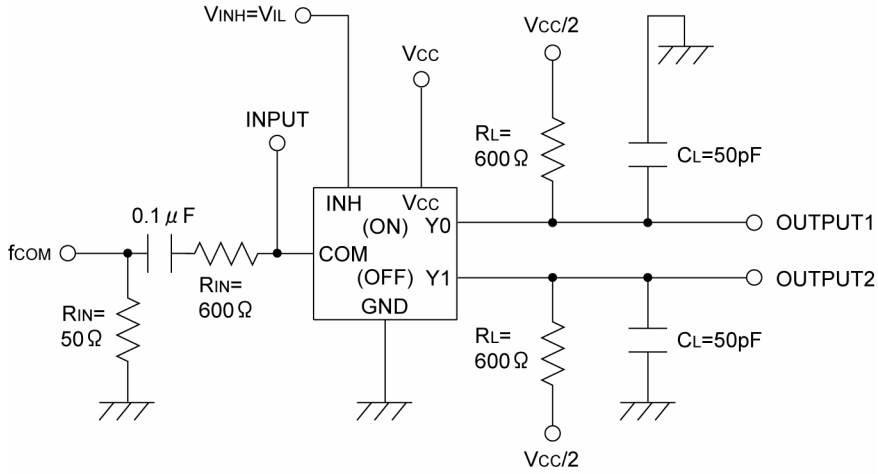 VINH=VIL
VCC/2
VCC
INPUT
RL=
600Ω
CL=50pF
INH
VCC
0.1μF
(ON) Y0
OUTPUT1
fCOM
COM
(OFF) Y1
OUTPUT2
RIN=
600Ω
GND
RIN=
50Ω
RL=
600Ω
CL=50pF
VCC/2